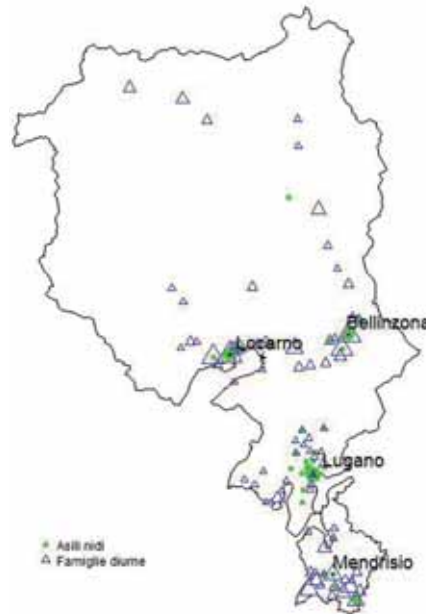 Bellinzona
Locarno
Lugano
Asili nidi
Famiglie diurne
Mendrisio